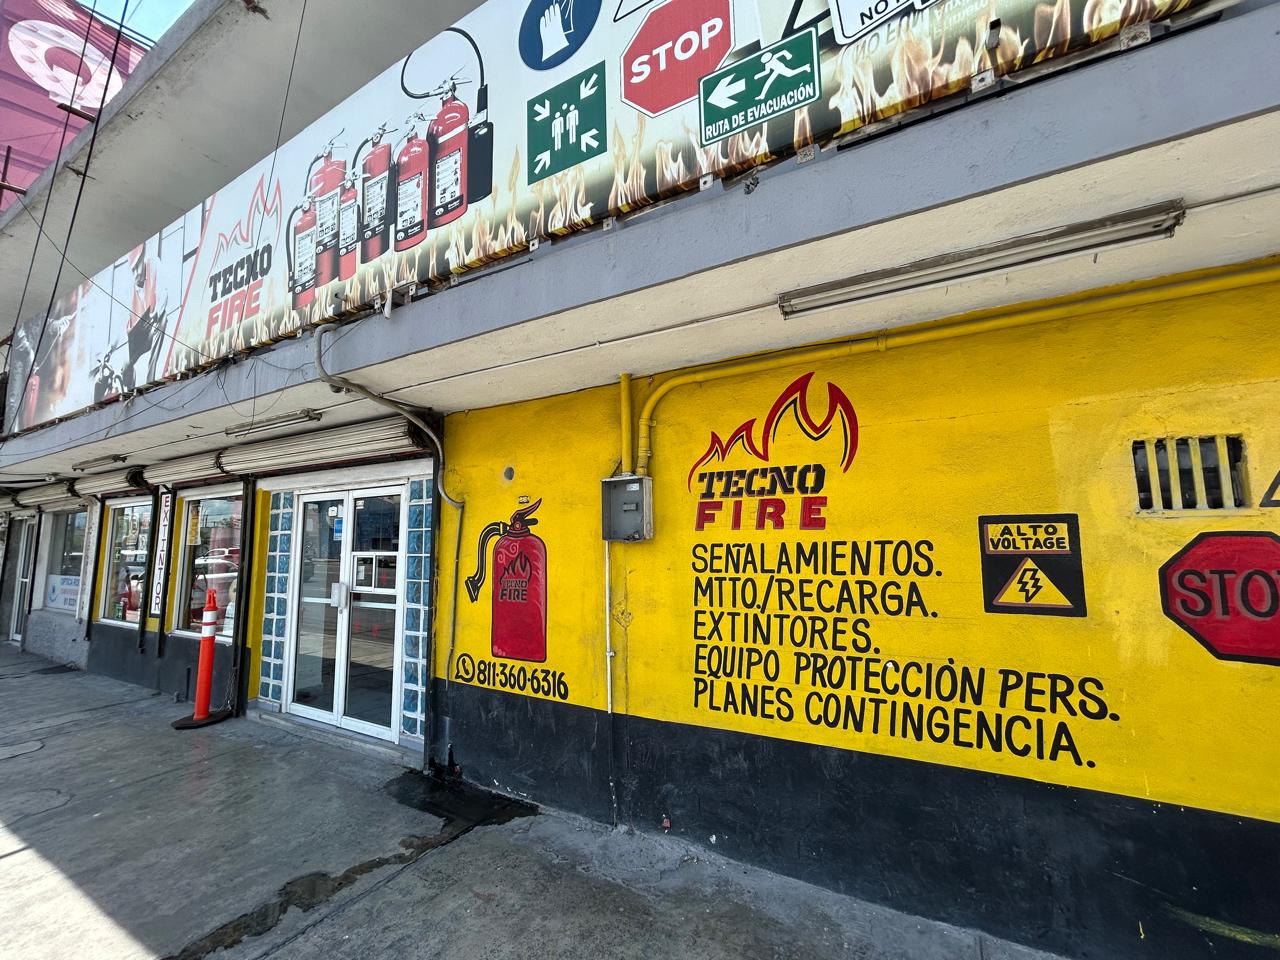 STOP
RUTA DE EVACUACIÓN
TECNO
FIRE
TECNO
FIRE
SEÑALAMIENTOS.
MTTO./RECARGA.
EXTINTORES.
EQUIPO PROTECCIÓN PERS.
PLANES CONTINGENCIA.
ALTO
VOLTAGE
STO
TECNO
FIRE
811-360-6316
EXTINTOR